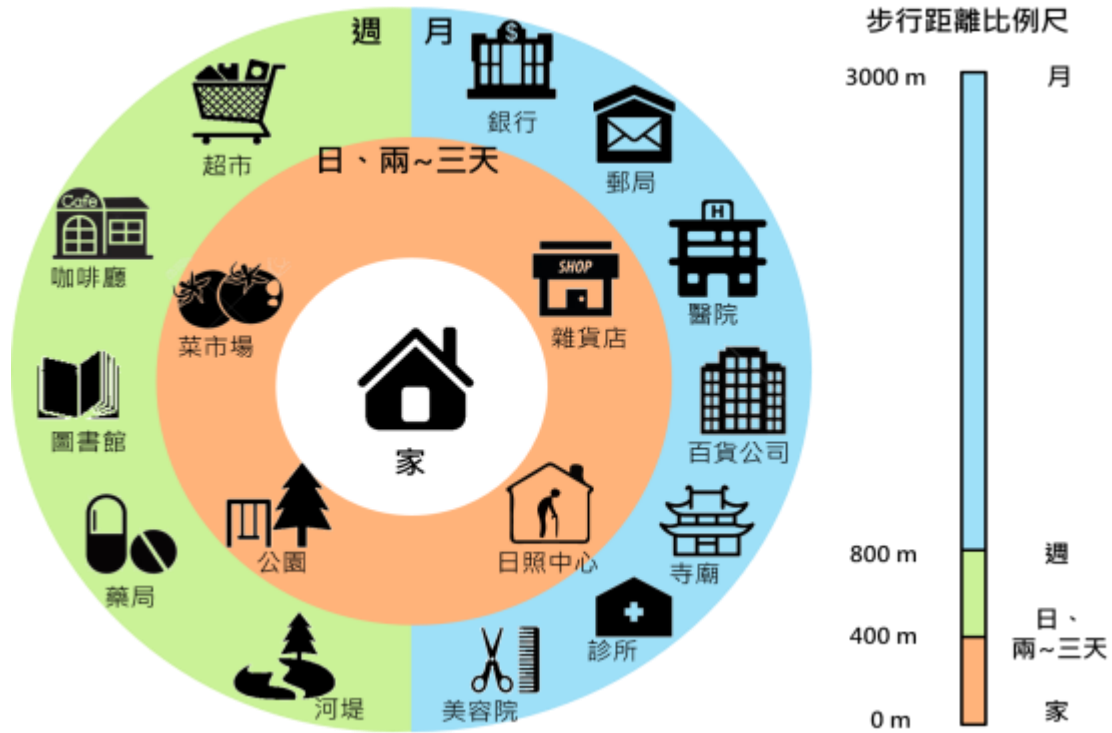 週
月
銀行
郵局
超市
日、兩~三天
Cafe
咖啡廳
H
醫院
菜市場
SHOP
雜貨店
圖書館
家
百貨公司
藥局
公園
日照中心
寺廟
診所
河堤
美容院
步行距離比例尺
3000 m 月
800 m 週
400 m 日、
兩~三天
0 m 家
$